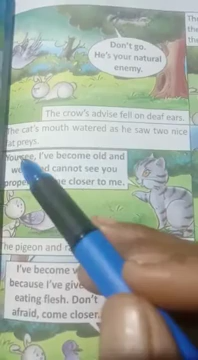 Don't go.
He's your natural
enemy.
The crow's advise fell on deaf ears.
The cat's mouth watered as he saw two nice
fat preys.
I've become old and
cannot see you
closer to me.
The pigeon and
I've become
because I've give
eating flesh. Don't
afraid, come closer.